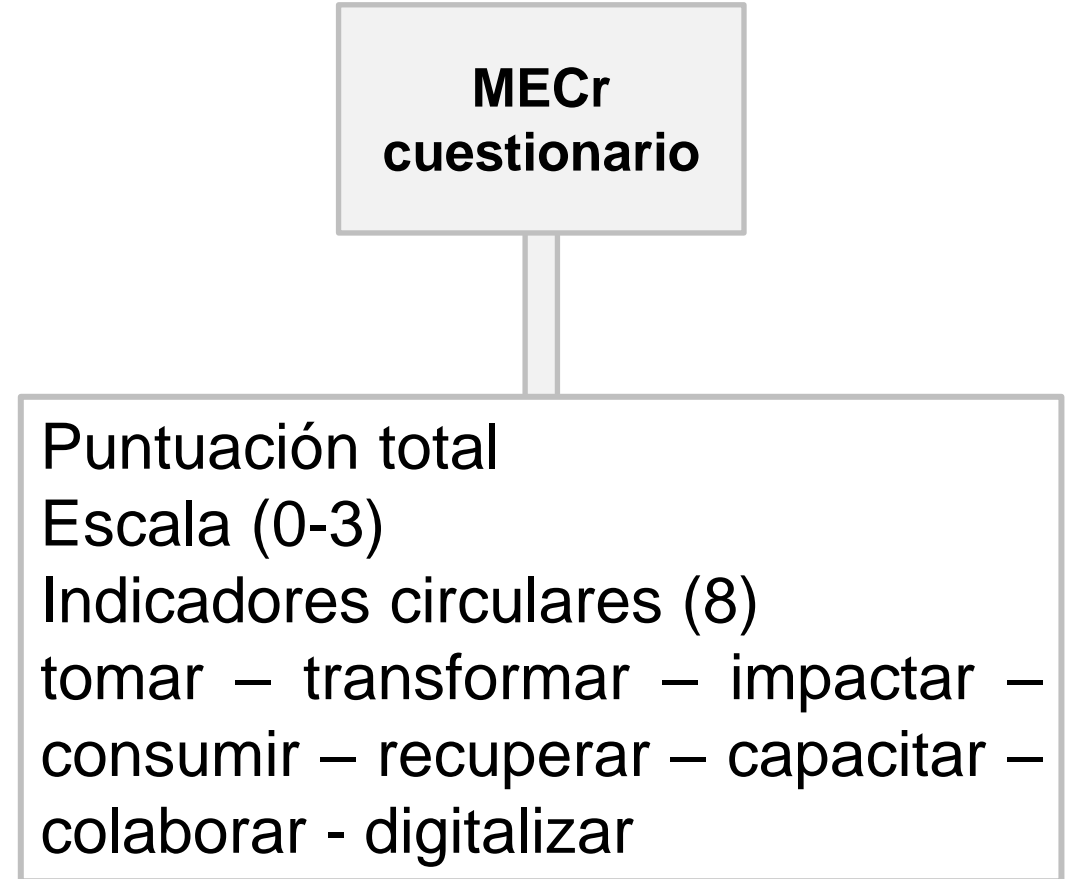 MECr
cuestionario
Puntuación total
Escala (0-3)
Indicadores circulares (8)
tomar – transformar – impactar –
consumir – recuperar – capacitar –
colaborar - digitalizar